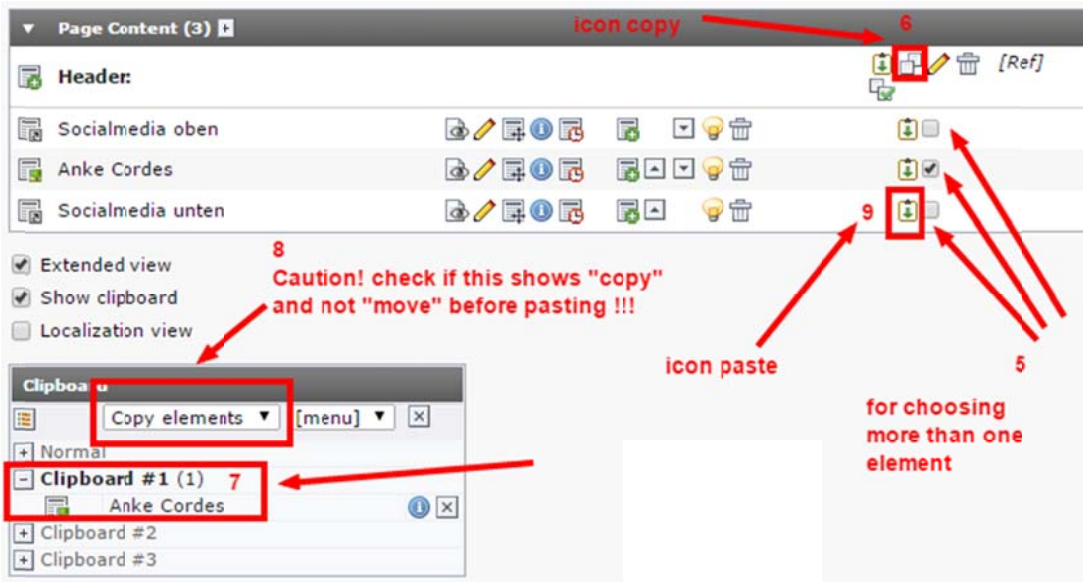 Page Content (3)
icon copy
6
Header:
[Ref]
Socialmedia oben
Anke Cordes
Socialmedia unten
9
Extended view
Show clipboard
Localization view
8
Caution! check if this shows "copy"
and not "move" before pasting !!!
icon paste
5
for choosing
more than one
element
Clipboard
Copy elements
[menu]
Normal
Clipboard #1 (1)
7
Anke Cordes
Clipboard #2
Clipboard #3